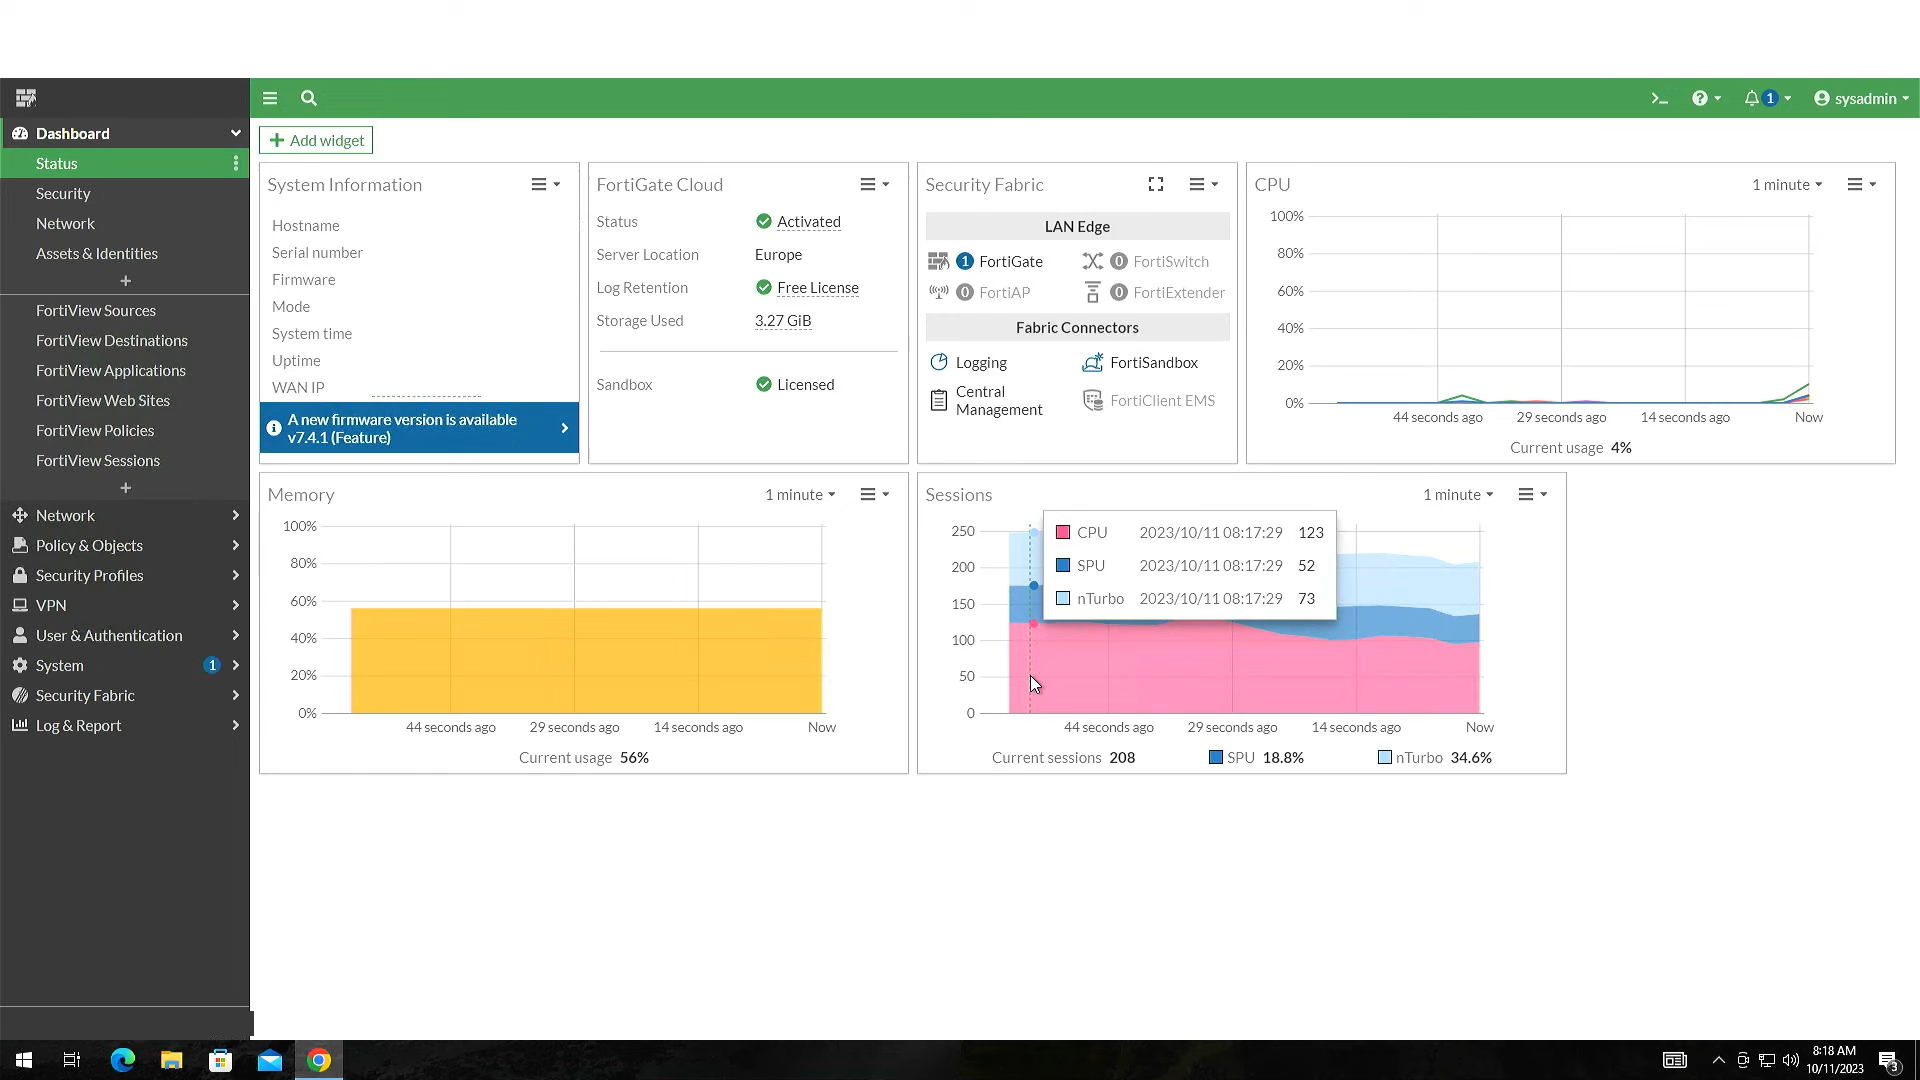 sysadmin
1
Dashboard
Status
Security
Network
Assets & Identities
FortiView Sources
FortiView Destinations
FortiView Applications
FortiView Web Sites
FortiView Policies
FortiView Sessions
Network
Policy & Objects
Security Profiles
VPN
User & Authentication
System 1
Security Fabric
Log & Report
+ Add widget
System Information
Hostname
Serial number
Firmware
Mode
System time
Uptime
WAN IP
A new firmware version is available
v7.4.1 (Feature)
FortiGate Cloud
Status Activated
Server Location Europe
Log Retention Free License
Storage Used 3.27 GiB
Sandbox Licensed
Security Fabric
LAN Edge
1 FortiGate 0 FortiSwitch
0 FortiAP 0 FortiExtender
Fabric Connectors
Logging FortiSandbox
Central
Management
FortiClient EMS
CPU 1 minute
100%
80%
60%
40%
20%
0%
44 seconds ago 29 seconds ago 14 seconds ago Now
Current usage 4%
Memory 1 minute
100%
80%
60%
40%
20%
0%
44 seconds ago 29 seconds ago 14 seconds ago Now
Current usage 56%
Sessions 1 minute
250
200
150
100
50
0
CPU 2023/10/11 08:17:29 123
SPU 2023/10/11 08:17:29 52
nTurbo 2023/10/11 08:17:29 73
44 seconds ago 29 seconds ago 14 seconds ago Now
Current sessions 208 SPU 18.8% nTurbo 34.6%
8:18 AM
10/11/2023
3